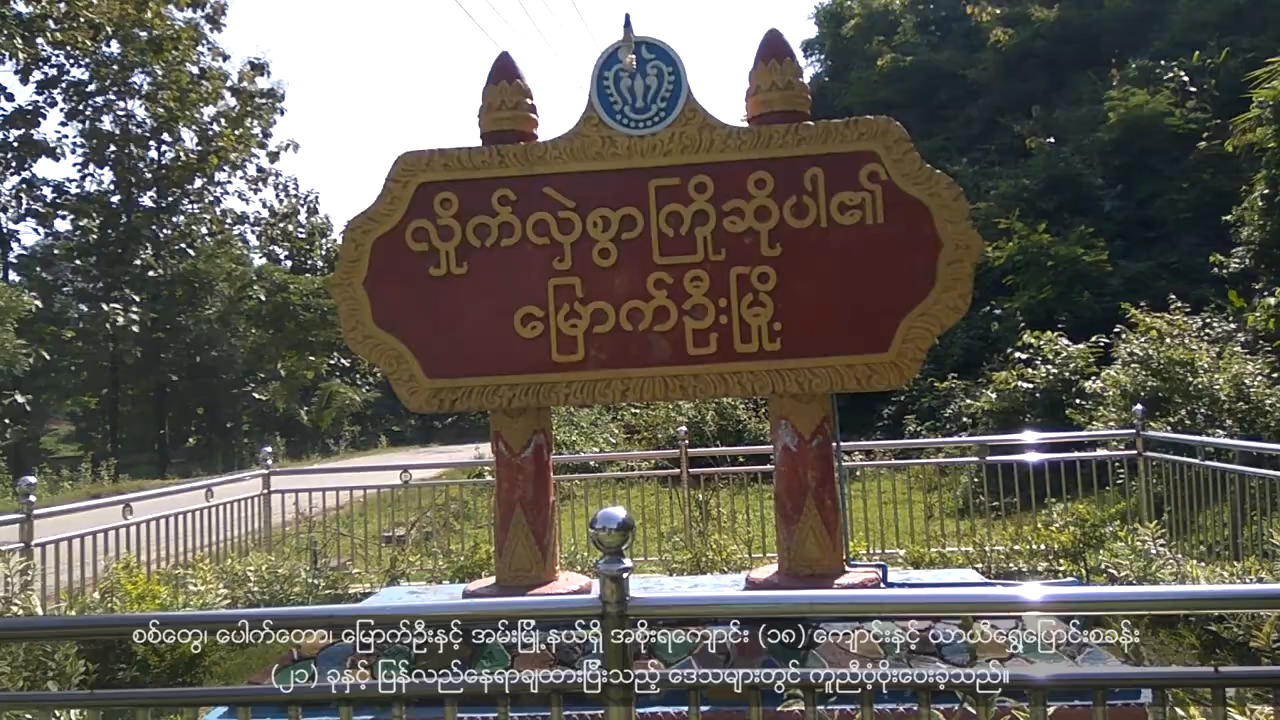 လှိုက်လှဲစွာကြိုဆိုပါ၏
မြောက်ဦးမြို့
စစ်တွေ၊ ပေါက်တော၊ မြောက်ဦးနှင့် အမ်းမြို့နယ်ရှိ အစိုးရကျောင်း (၁၈) ကျောင်းနှင့် ယာယီရွှေ့ပြောင်းစခန်း
(၂၁) ခုနှင့် ပြန်လည်နေရာချထားပြီးသည့် ဒေသများတွင် ကူညီပံ့ပိုးပေးခဲ့သည်။